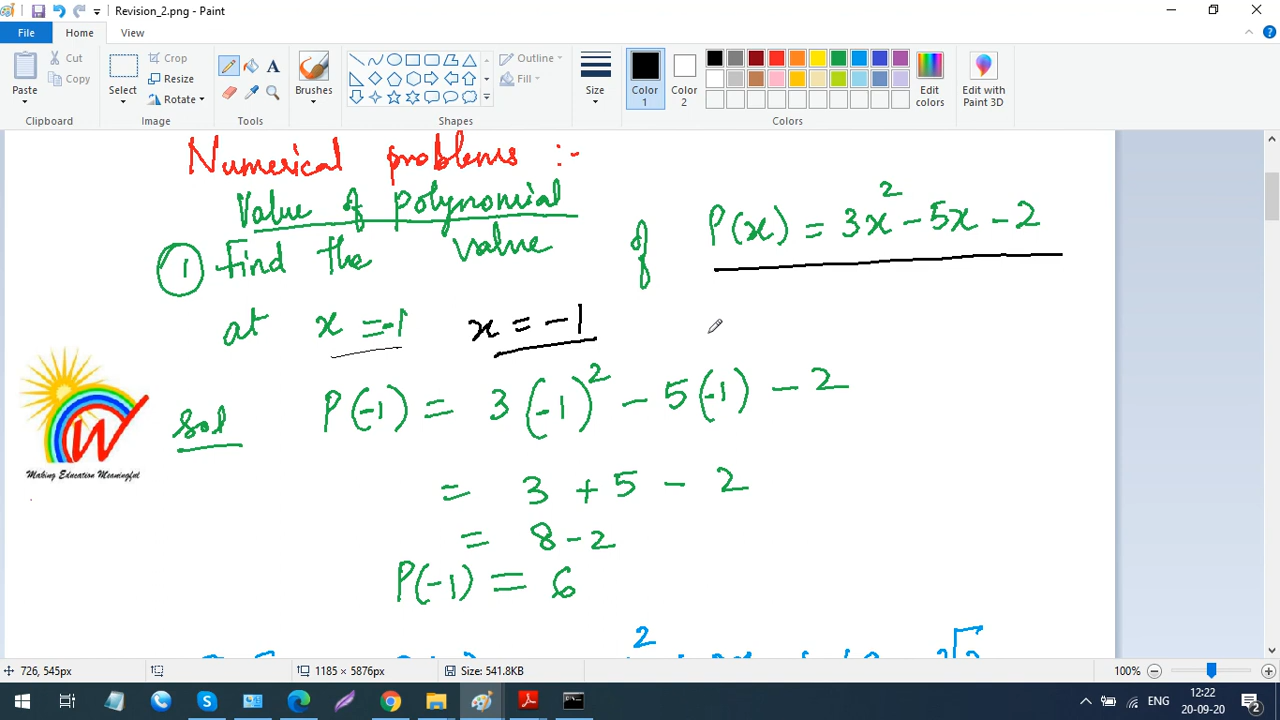 Revision_2.png - Paint
File Home View
Paste Cut Copy Clipboard
Select Crop Resize Rotate Image
Tools
Brushes
Outline Fill Shapes
Size
Color 1 Color 2 Edit colors Colors
Edit with Paint 3D
Numerical problems :-
Value of polynomial
① Find the value of P(x) = 3x² - 5x - 2
at x = -1 x = -1
Sol P(-1) = 3(-1)² - 5(-1) - 2
= 3 + 5 - 2
= 8 - 2
P(-1) = 6
Making Education Meaningful
726, 545px 1185 × 5876px Size: 541.8KB 100%
ENG 12:22 20-09-20 2